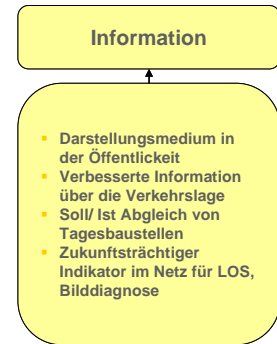 Information
▪ Darstellungsmedium in
der Öffentlickeit
▪ Verbesserte Information
über die Verkehrslage
▪ Soll/ Ist Abgleich von
Tagesbaustellen
▪ Zukunftsträchtiger
Indikator im Netz für LOS,
Bilddiagnose